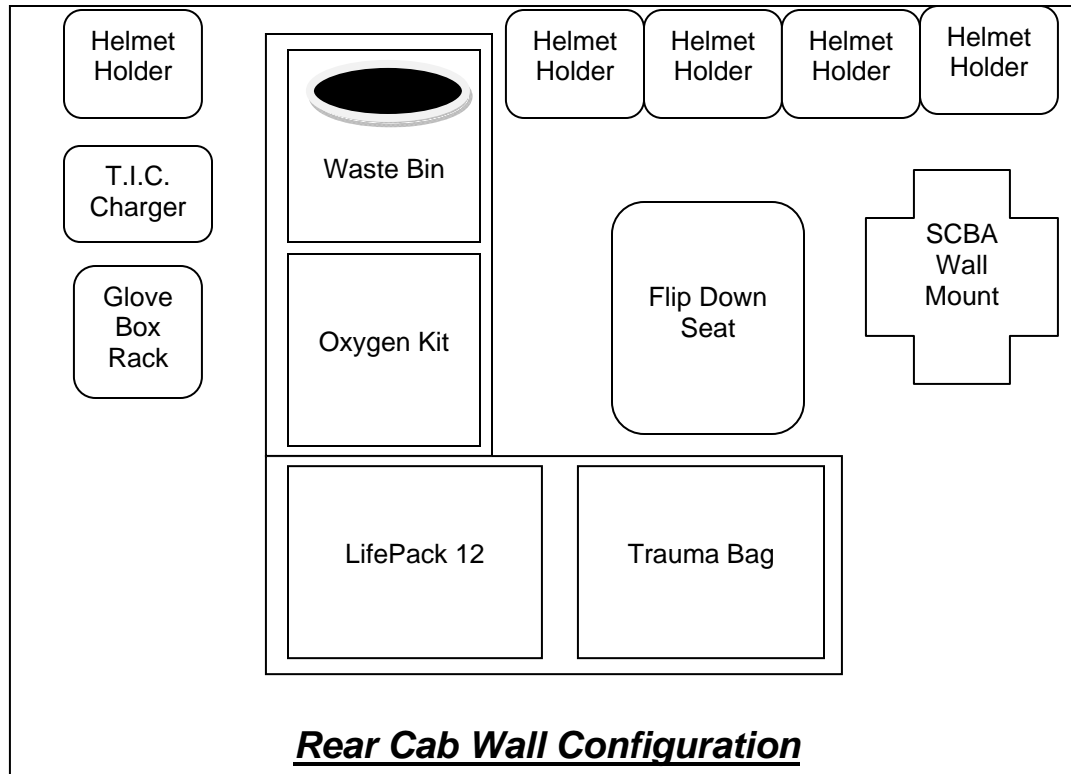 Helmet
Holder
Helmet
Holder
Helmet
Holder
Helmet
Holder
Helmet
Holder
T.I.C.
Charger
Glove
Box
Rack
Waste Bin
Oxygen Kit
Flip Down
Seat
SCBA
Wall
Mount
LifePack 12
Trauma Bag
Rear Cab Wall Configuration